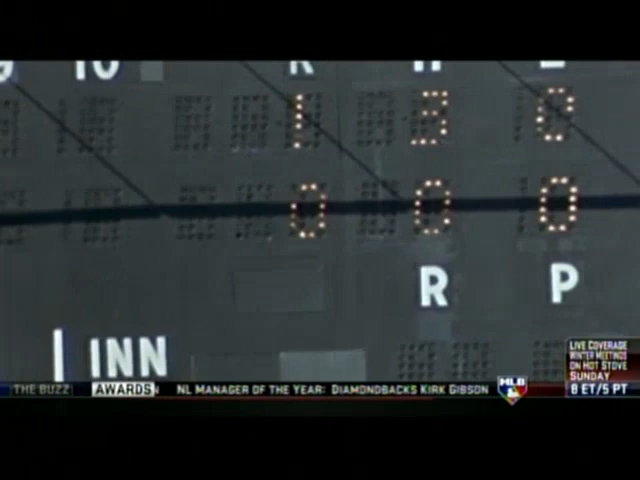 9 10 R H E
1 3 0
0 0 0
R P
INN
LIVE COVERAGE
WINTER MEETINGS
ON HOT STOVE
SUNDAY
8 ET/5 PT
THE BUZZ AWARDS NL MANAGER OF THE YEAR: DIAMONDBACKS KIRK GIBSON MLB